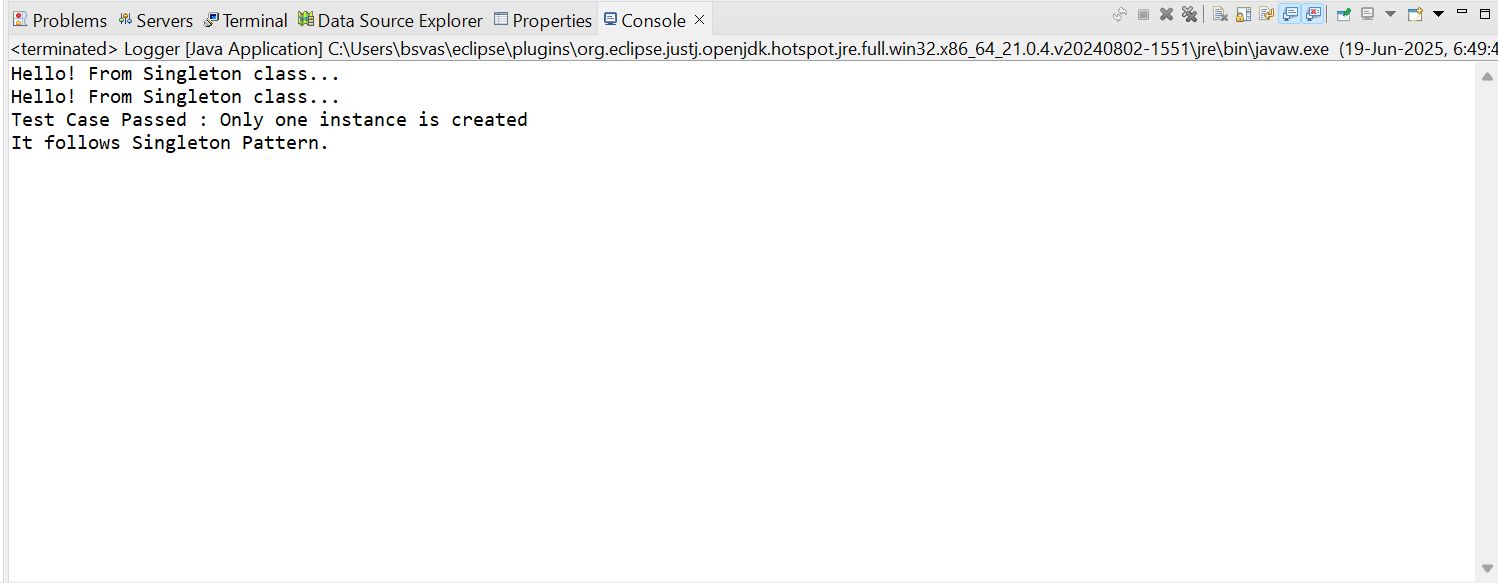 Problems Servers Terminal Data Source Explorer Properties Console
<terminated> Logger [Java Application] C:\Users\bsvas\eclipse\plugins\org.eclipse.justj.openjdk.hotspot.jre.full.win32.x86_64_21.0.4.v20240802-1551\jre\bin\javaw.exe (19-Jun-2025, 6:49:4
Hello! From Singleton class...
Hello! From Singleton class...
Test Case Passed : Only one instance is created
It follows Singleton Pattern.